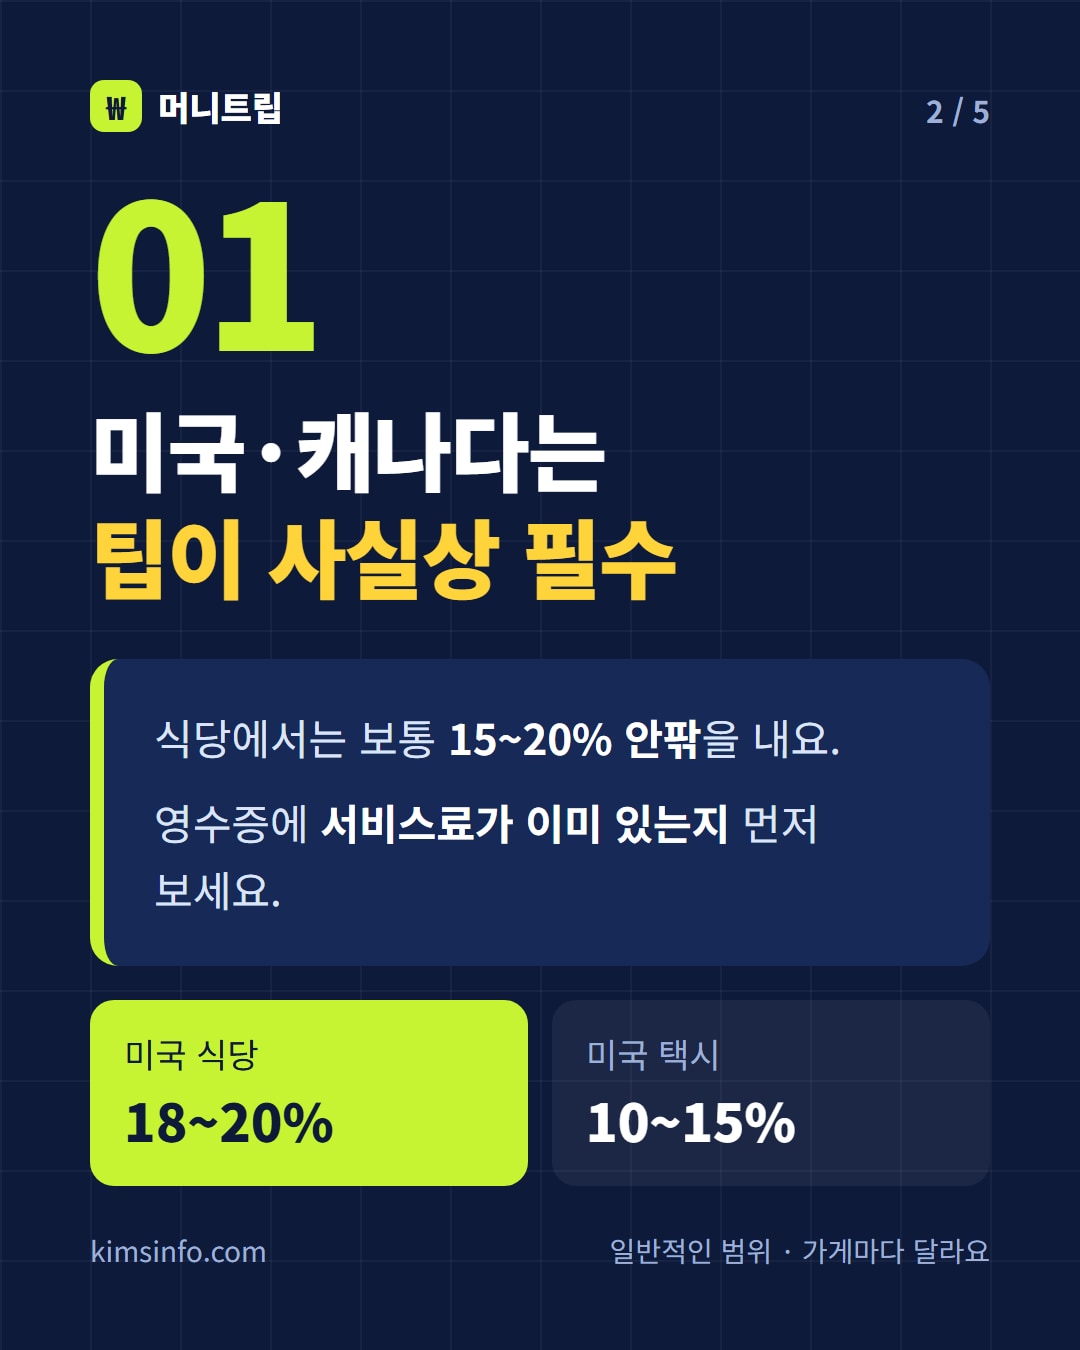 ₩ 머니트립
2 / 5
01
미국·캐나다는
팁이 사실상 필수
식당에서는 보통 15~20% 안팎을 내요.
영수증에 서비스료가 이미 있는지 먼저
보세요.
미국 식당
18~20%
미국 택시
10~15%
kimsinfo.com
일반적인 범위 · 가게마다 달라요